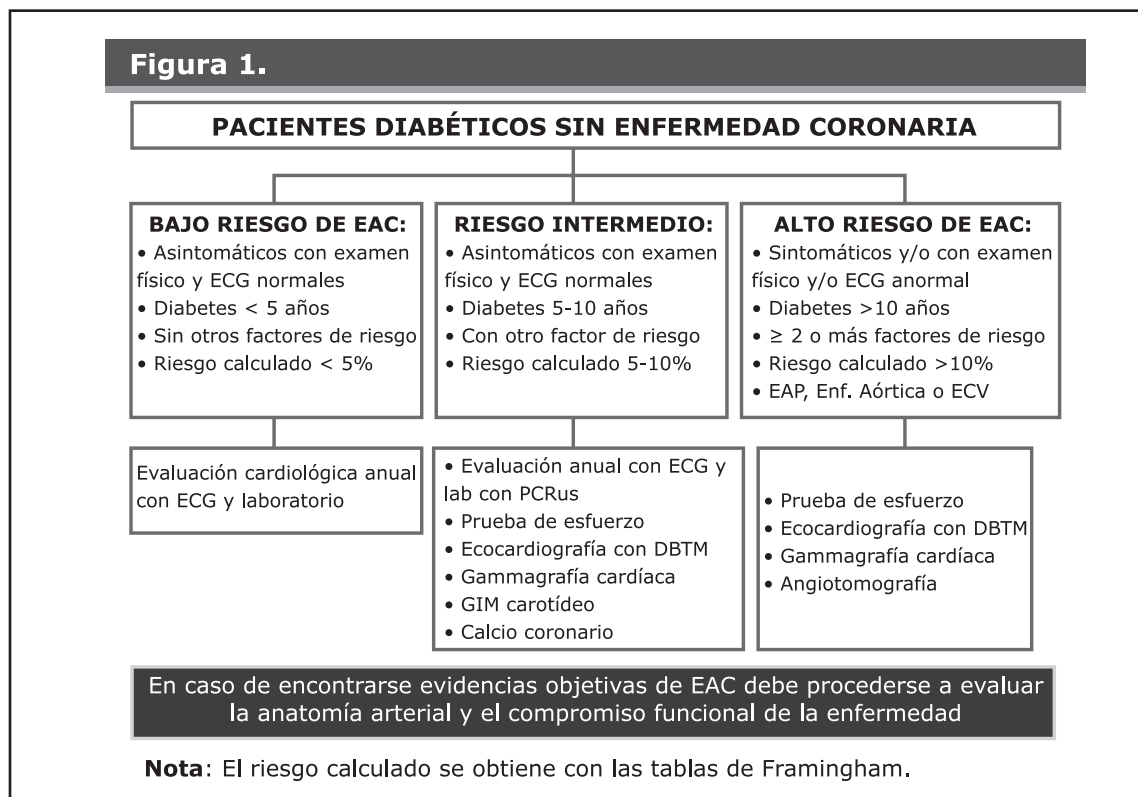 Figura 1.
PACIENTES DIABÉTICOS SIN ENFERMEDAD CORONARIA
BAJO RIESGO DE EAC:
• Asintomáticos con examen
físico y ECG normales
• Diabetes < 5 años
• Sin otros factores de riesgo
• Riesgo calculado < 5%
RIESGO INTERMEDIO:
• Asintomáticos con examen
físico y ECG normales
• Diabetes 5-10 años
• Con otro factor de riesgo
• Riesgo calculado 5-10%
ALTO RIESGO DE EAC:
• Sintomáticos y/o con examen
físico y/o ECG anormal
• Diabetes >10 años
• ≥ 2 o más factores de riesgo
• Riesgo calculado >10%
• EAP, Enf. Aórtica o ECV
Evaluación cardiológica anual
con ECG y laboratorio
• Evaluación anual con ECG y
lab con PCRus
• Prueba de esfuerzo
• Ecocardiografía con DBTM
• Gammagrafía cardíaca
• GIM carotídeo
• Calcio coronario
• Prueba de esfuerzo
• Ecocardiografía con DBTM
• Gammagrafía cardíaca
• Angiotomografía
En caso de encontrarse evidencias objetivas de EAC debe procederse a evaluar
la anatomía arterial y el compromiso funcional de la enfermedad
Nota: El riesgo calculado se obtiene con las tablas de Framingham.